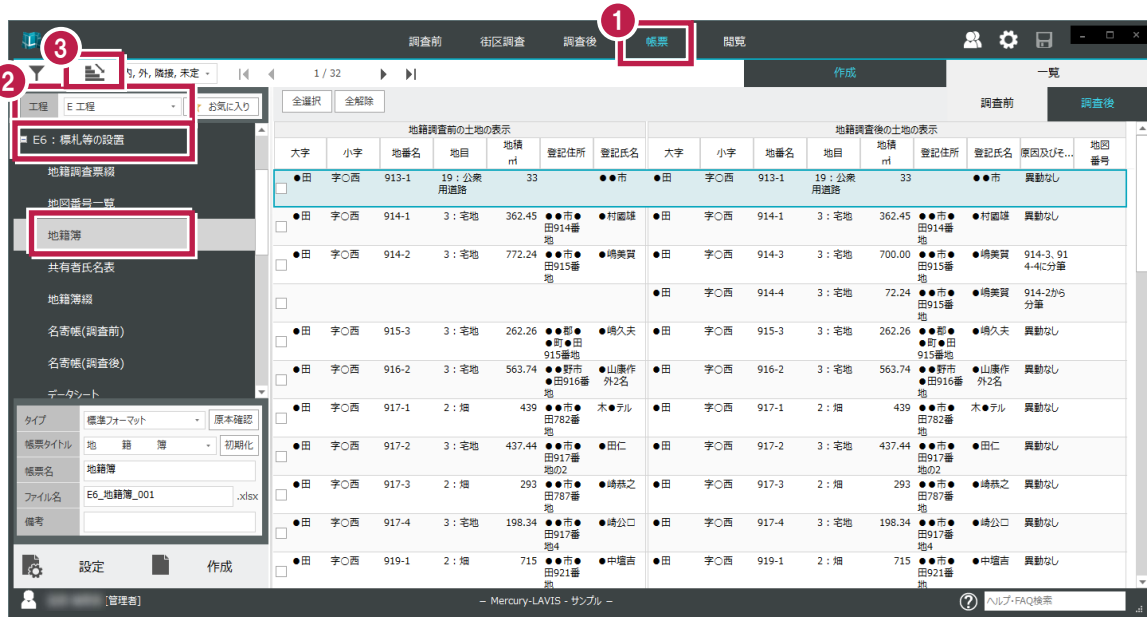 1
L
3
調査前 街区調査 調査後 帳票 閲覧
2
内, 外, 隣接, 未定
1 / 32
作成 一覧
工程 E 工程 お気に入り
全選択 全解除
調査前 調査後
E6：標札等の設置
地籍調査票綴
地図番号一覧
地籍簿
共有者氏名表
地籍簿綴
名寄帳(調査前)
名寄帳(調査後)
データシート
タイプ 標準フォーマット 原本確認
帳票タイトル 地 籍 簿 初期化
帳票名 地籍簿
ファイル名 E6_地籍簿_001 .xlsx
備考
設定 作成
地籍調査前の土地の表示 地籍調査後の土地の表示
大字 小字 地番名 地目 地積 ㎡ 登記住所 登記氏名 大字 小字 地番名 地目 地積 ㎡ 登記住所 登記氏名 原因及びそ... 地図番号
●田 字○西 913-1 19：公衆用道路 33 ●●市 ●田 字○西 913-1 19：公衆用道路 33 ●●市 異動なし
●田 字○西 914-1 3：宅地 362.45 ●●市●田914番地 ●村國雄 ●田 字○西 914-1 3：宅地 362.45 ●●市●田914番地 ●村國雄 異動なし
●田 字○西 914-2 3：宅地 772.24 ●●市●田915番地 ●嶋美賀 ●田 字○西 914-3 3：宅地 700.00 ●●市●田915番地 ●嶋美賀 914-3、914-4に分筆
●田 字○西 914-4 3：宅地 72.24 ●●市●田915番地 ●嶋美賀 914-2から分筆
●田 字○西 915-3 3：宅地 262.26 ●●郡●●町●田915番地 ●嶋久夫 ●田 字○西 915-3 3：宅地 262.26 ●●郡●●町●田915番地 ●嶋久夫 異動なし
●田 字○西 916-2 3：宅地 563.74 ●●野市●田916番地 ●山康作外2名 ●田 字○西 916-2 3：宅地 563.74 ●●野市●田916番地 ●山康作外2名 異動なし
●田 字○西 917-1 2：畑 439 ●●市●田782番地 木●テル ●田 字○西 917-1 2：畑 439 ●●市●田782番地 木●テル 異動なし
●田 字○西 917-2 3：宅地 437.44 ●●市●田917番地の2 ●田仁 ●田 字○西 917-2 3：宅地 437.44 ●●市●田917番地の2 ●田仁 異動なし
●田 字○西 917-3 2：畑 293 ●●市●田787番地 ●崎恭之 ●田 字○西 917-3 2：畑 293 ●●市●田787番地 ●崎恭之 異動なし
●田 字○西 917-4 3：宅地 198.34 ●●市●田917番地4 ●崎公□ ●田 字○西 917-4 3：宅地 198.34 ●●市●田917番地4 ●崎公□ 異動なし
●田 字○西 919-1 2：畑 715 ●●市●田921番地 ●中壇吉 ●田 字○西 919-1 2：畑 715 ●●市●田921番地 ●中壇吉 異動なし
[管理者]
– Mercury-LAVIS - サンプル –
ヘルプ・FAQ検索